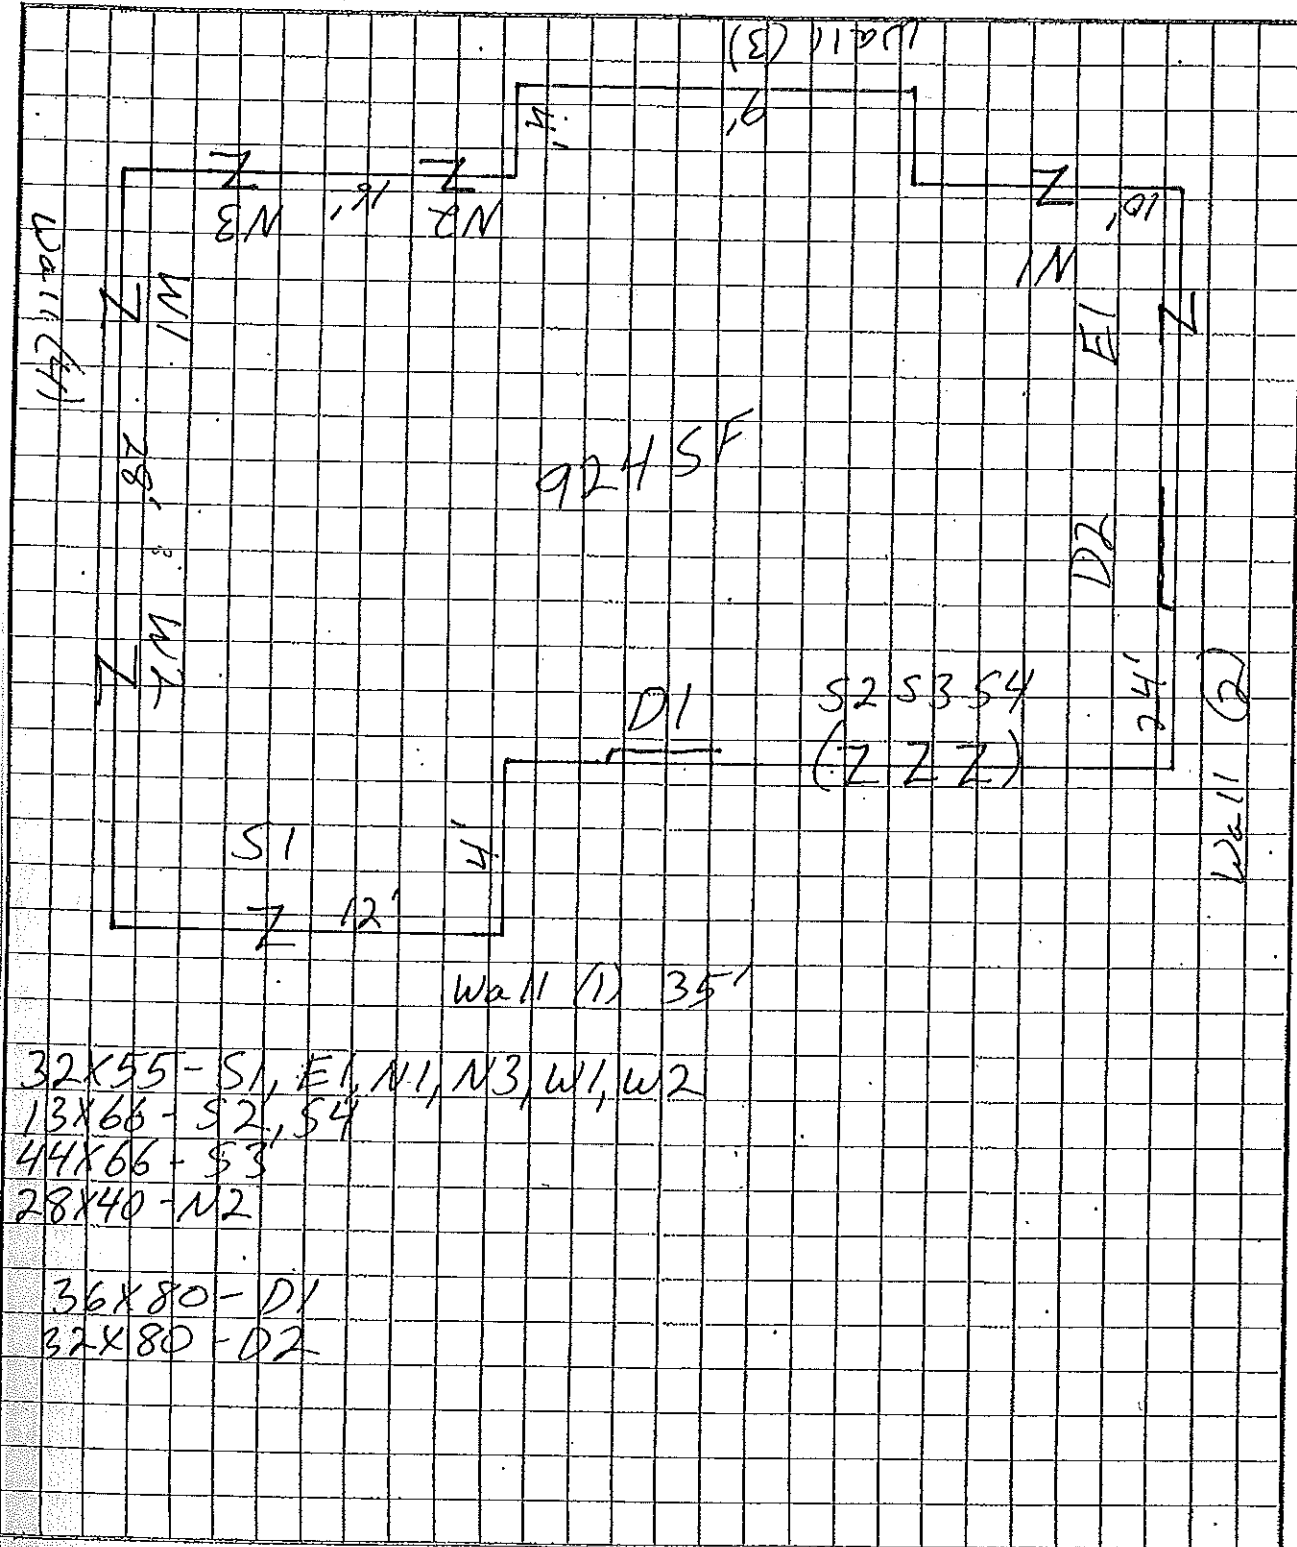 Wall (3)
9'
4'
16'
10'
N3
N2
N1
Wall (4)
W1
E1
28'
924 SF
D2
W2
D1
S2 S3 S4
24'
Wall (2)
S1
4'
12'
Wall (1) 35'
32X55 - S1, E1, N1, N3, W1, W2
13X66 - S2, S4
44X66 - S3
28X40 - N2
36X80 - D1
32X80 - D2